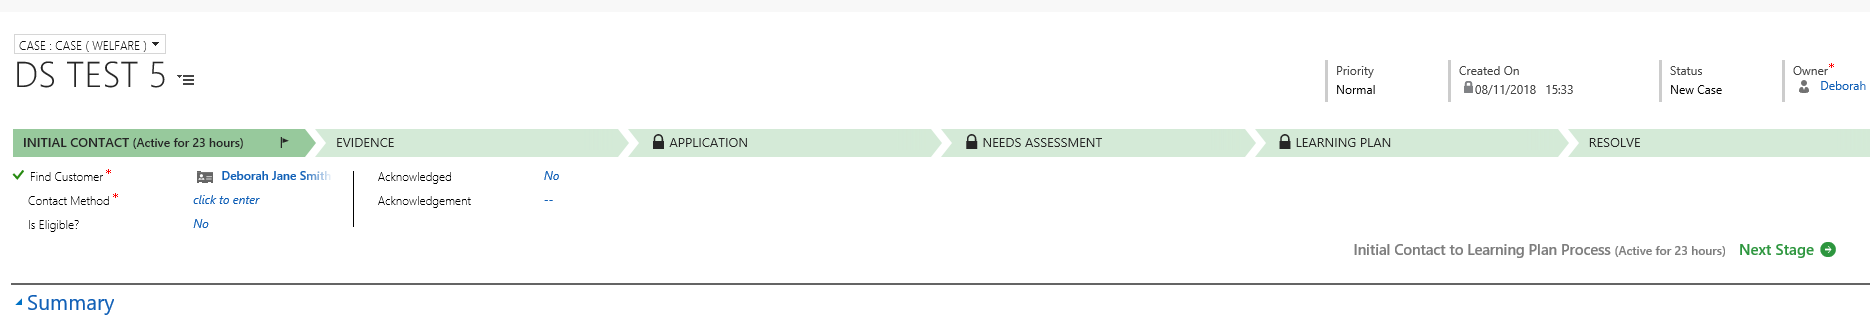 CASE : CASE ( WELFARE )
DS TEST 5
Priority
Normal
Created On
08/11/2018 15:33
Status
New Case
Owner*
Deborah
INITIAL CONTACT (Active for 23 hours)
EVIDENCE
APPLICATION
NEEDS ASSESSMENT
LEARNING PLAN
RESOLVE
Find Customer* Deborah Jane Smith
Contact Method* click to enter
Is Eligible? No
Acknowledged No
Acknowledgement --
Initial Contact to Learning Plan Process (Active for 23 hours) Next Stage
Summary